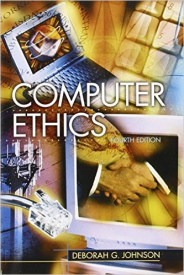 COMPUTER
ETHICS
FOURTH EDITION
DEBORAH G. JOHNSON